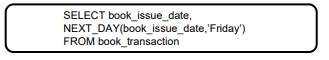 SELECT book_issue_date,
NEXT_DAY(book_issue_date,'Friday')
FROM book_transaction